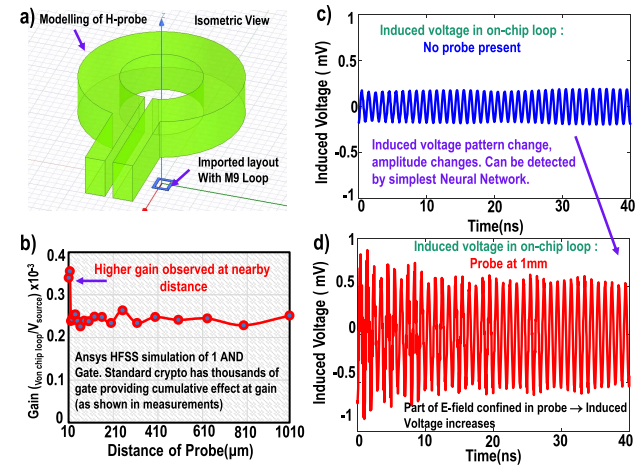 a)
Modelling of H-probe
Isometric View
Imported layout
With M9 Loop
b)
Gain (Von chip loop/Vsource) x10-3
0.4
0.3
0.2
0.1
0
Higher gain observed at nearby
distance
Ansys HFSS simulation of 1 AND
Gate. Standard crypto has thousands of
gate providing cumulative effect at gain
(as shown in measurements)
10 210 410 610 810 1010
Distance of Probe(µm)
c)
Induced Voltage ( mV)
1
0.5
0
-0.5
-1
Induced voltage in on-chip loop :
No probe present
Induced voltage pattern change,
amplitude changes. Can be detected
by simplest Neural Network.
0 10 20 30 40
Time(ns)
d)
Induced Voltage ( mV)
1
0.5
0
-0.5
-1
Induced voltage in on-chip loop :
Probe at 1mm
Part of E-field confined in probe → Induced
Voltage increases
0 10 20 30 40
Time(ns)